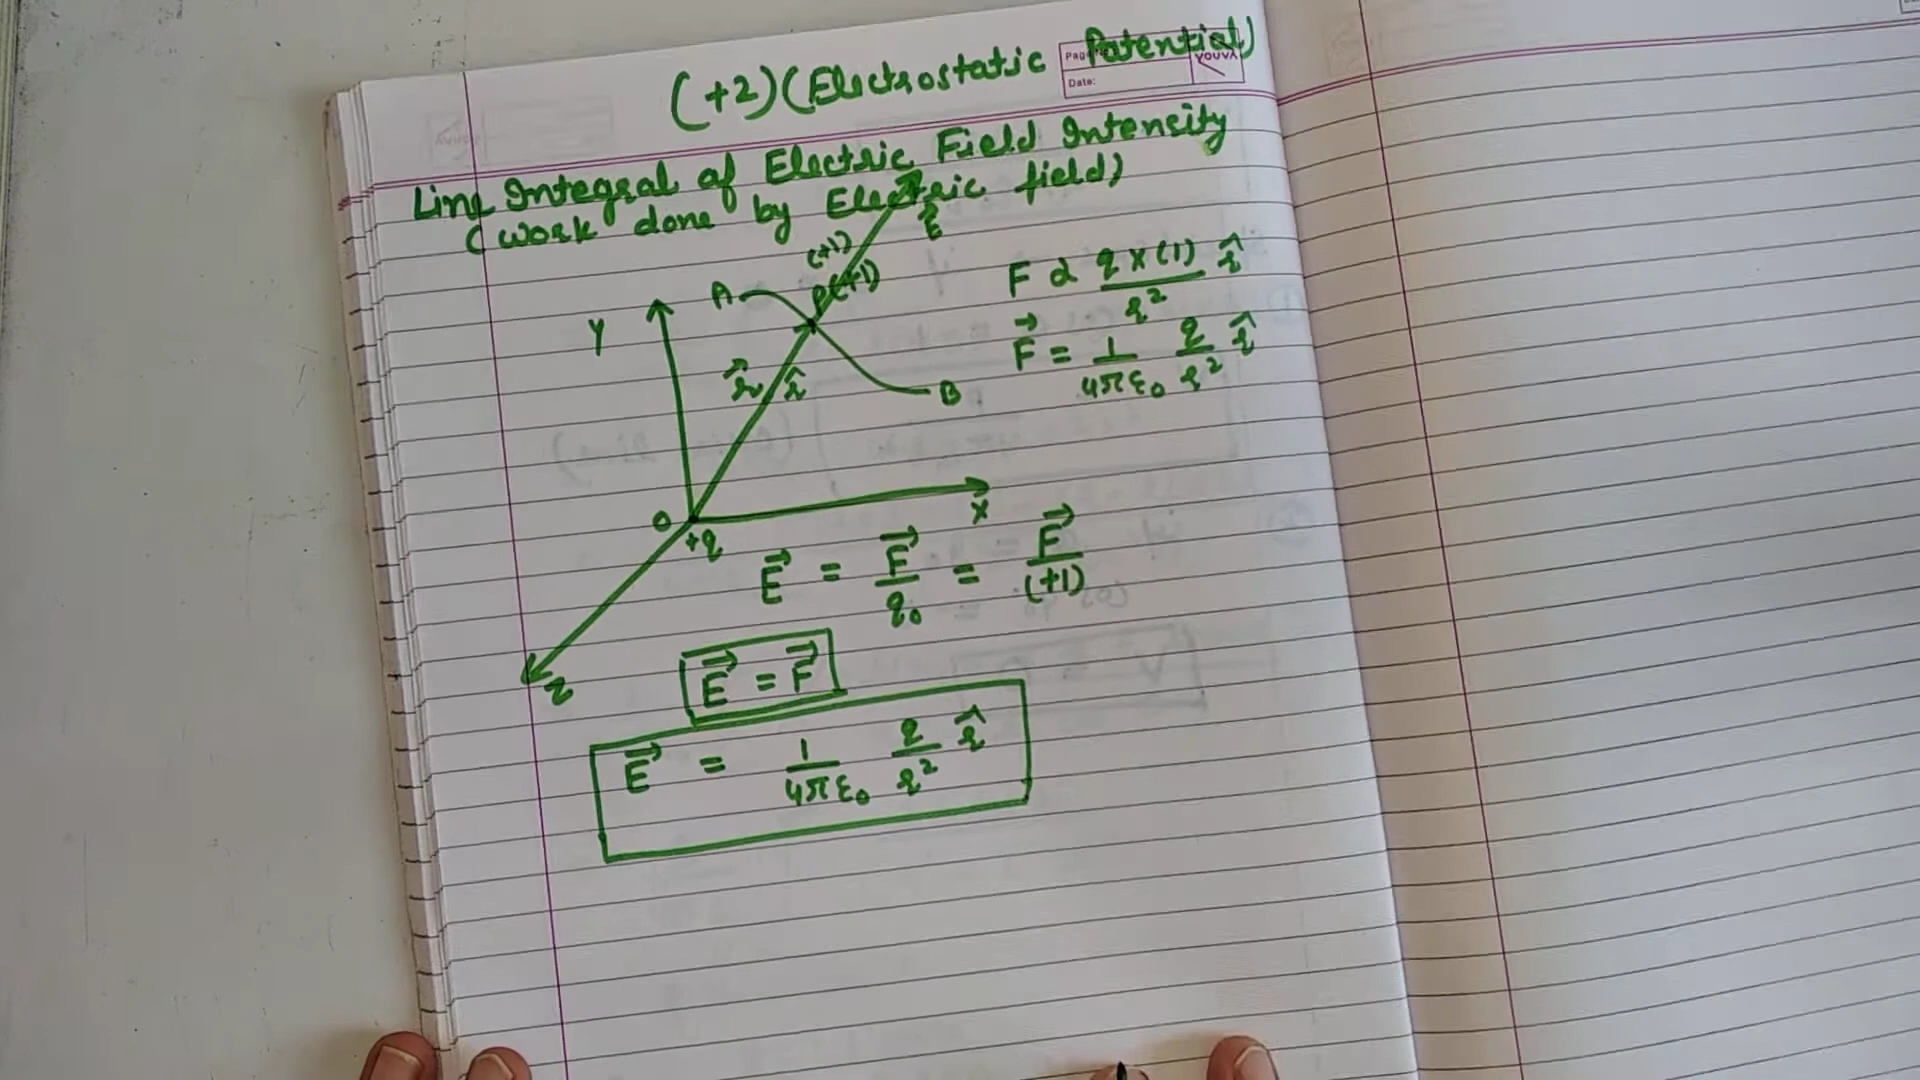 (+2) (Electrostatic Potential)
Page
Date:
YOUVA
Line Integral of Electric Field Intensity
(work done by Electric field)
E
(+1)
P(+1)
A
B
Y
r⃗ r̂
O
+q
X
Z
F ∝ q×(1)/r² r̂
F⃗ = 1/4πε₀ q/r² r̂
E⃗ = F⃗/q₀ = F⃗/(+1)
E⃗ = F⃗
E⃗ = 1/4πε₀ q/r² r̂